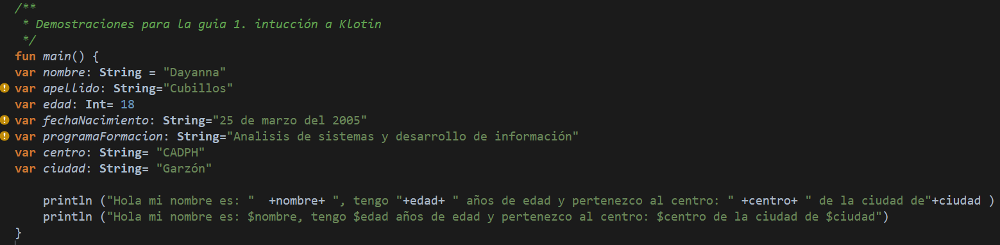 /**
* Demostraciones para la guia 1. intucción a Klotin
*/
fun main() {
var nombre: String = "Dayanna"
var apellido: String="Cubillos"
var edad: Int= 18
var fechaNacimiento: String="25 de marzo del 2005"
var programaFormacion: String="Analisis de sistemas y desarrollo de información"
var centro: String= "CADPH"
var ciudad: String= "Garzón"
println ("Hola mi nombre es: "  +nombre+ ", tengo "+edad+ " años de edad y pertenezco al centro: " +centro+ " de la ciudad de"+ciudad )
println ("Hola mi nombre es: $nombre, tengo $edad años de edad y pertenezco al centro: $centro de la ciudad de $ciudad")
}